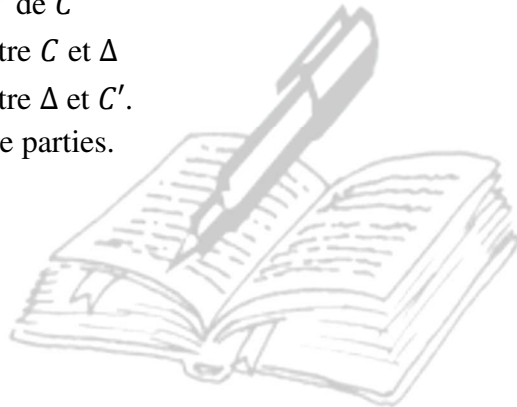 de C
tre C et Δ
tre Δ et C′.
e parties.